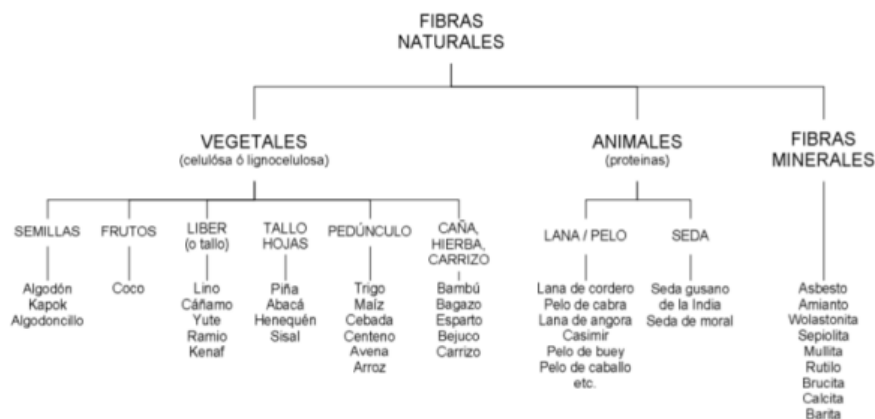 FIBRAS
NATURALES
VEGETALES
(celulósa ó lignocelulosa)
ANIMALES
(proteinas)
FIBRAS
MINERALES
SEMILLAS
Algodón
Kapok
Algodoncillo
FRUTOS
Coco
LIBER
(o tallo)
Lino
Cáñamo
Yute
Ramio
Kenaf
TALLO
HOJAS
Piña
Abacá
Henequén
Sisal
PEDÚNCULO
Trigo
Maíz
Cebada
Centeno
Avena
Arroz
CAÑA,
HIERBA,
CARRIZO
Bambú
Bagazo
Esparto
Bejuco
Carrizo
LANA / PELO
Lana de cordero
Pelo de cabra
Lana de angora
Casimir
Pelo de buey
Pelo de caballo
etc.
SEDA
Seda gusano
de la India
Seda de moral
Asbesto
Amianto
Wolastonita
Sepiolita
Mullita
Rutilo
Brucita
Calcita
Barita